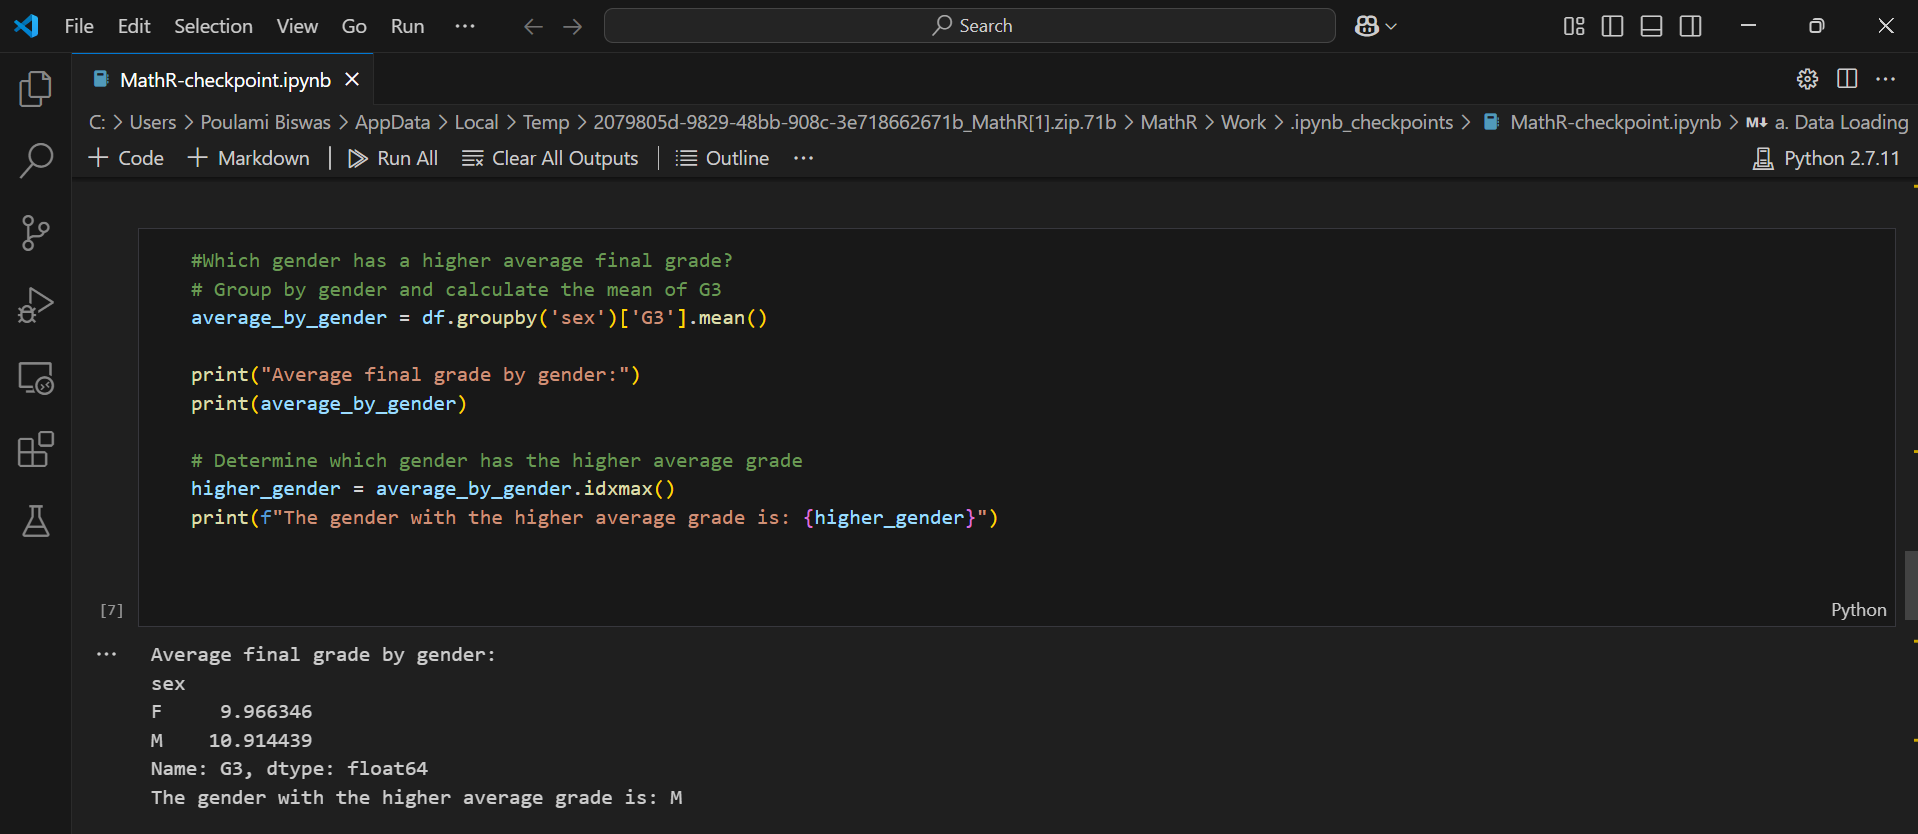 File Edit Selection View Go Run ··· Search
MathR-checkpoint.ipynb
C: > Users > Poulami Biswas > AppData > Local > Temp > 2079805d-9829-48bb-908c-3e718662671b_MathR[1].zip.71b > MathR > Work > .ipynb_checkpoints > MathR-checkpoint.ipynb > M↓ a. Data Loading
+ Code + Markdown | Run All Clear All Outputs | Outline ··· Python 2.7.11
#Which gender has a higher average final grade?
# Group by gender and calculate the mean of G3
average_by_gender = df.groupby('sex')['G3'].mean()
print("Average final grade by gender:")
print(average_by_gender)
# Determine which gender has the higher average grade
higher_gender = average_by_gender.idxmax()
print(f"The gender with the higher average grade is: {higher_gender}")
[7] Python
··· Average final grade by gender:
sex
F 9.966346
M 10.914439
Name: G3, dtype: float64
The gender with the higher average grade is: M